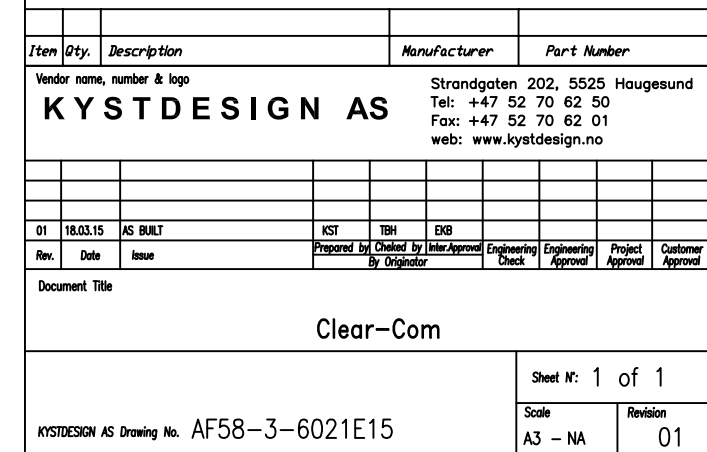 Item Qty. Description Manufacturer Part Number
Vendor name, number & logo
KYSTDESIGN AS
Strandgaten 202, 5525 Haugesund
Tel: +47 52 70 62 50
Fax: +47 52 70 62 01
web: www.kystdesign.no
01 18.03.15 AS BUILT KST TBH EKB
Rev. Date Issue Prepared by Cheked by Inter.Approval Engineering Check Engineering Approval Project Approval Customer Approval
By Originator
Document Title
Clear-Com
Sheet N°: 1 of 1
Scale Revision
KYSTDESIGN AS Drawing No. AF58-3-6021E15 A3 - NA 01